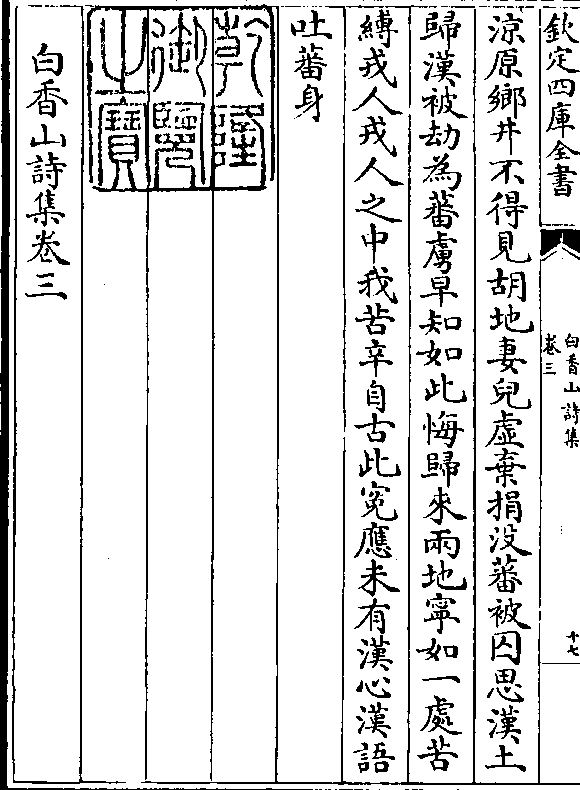 欽定四庫全書
白香山詩集
卷三
十七
涼原鄉井不得見胡地妻兒虛棄捐没蕃被囚思漢土
歸漢被劫為蕃虜早知如此悔歸來兩地寧如一處苦
縛戎人戎人之中我苦辛自古此寃應未有漢心漢語
吐蕃身
乾隆御覽之寶
白香山詩集卷三